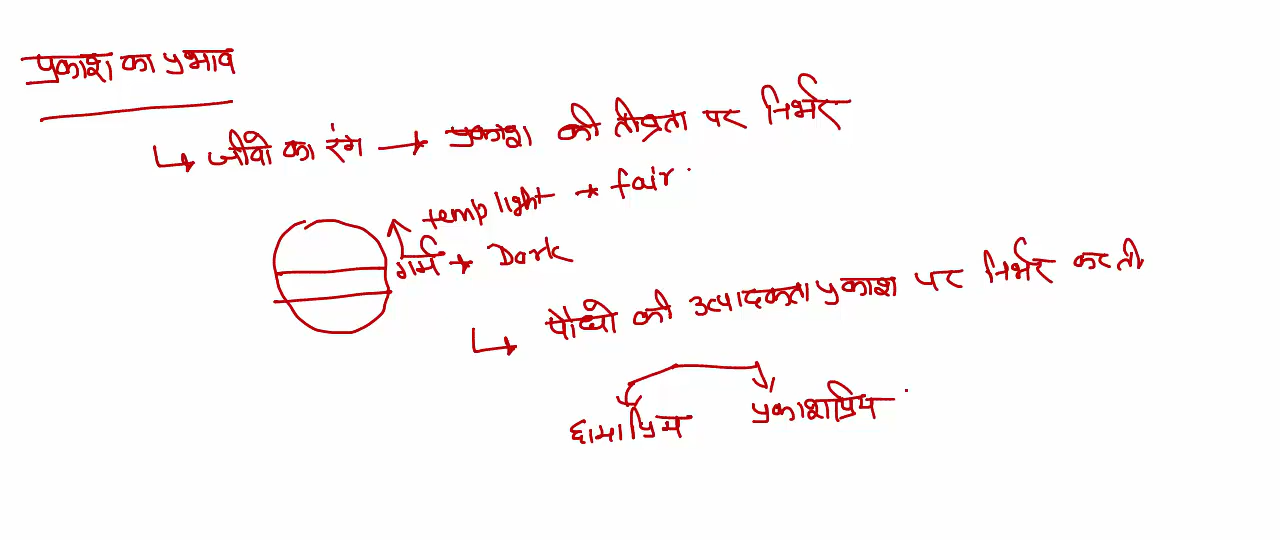 प्रकाश का प्रभाव
↳ जीवो का रंग → प्रकाश की तीव्रता पर निर्भर
temp light → fair
गर्म → Dark
↳ पौधो की उत्पादकता प्रकाश पर निर्भर करती
छायाप्रिय प्रकाशप्रिय